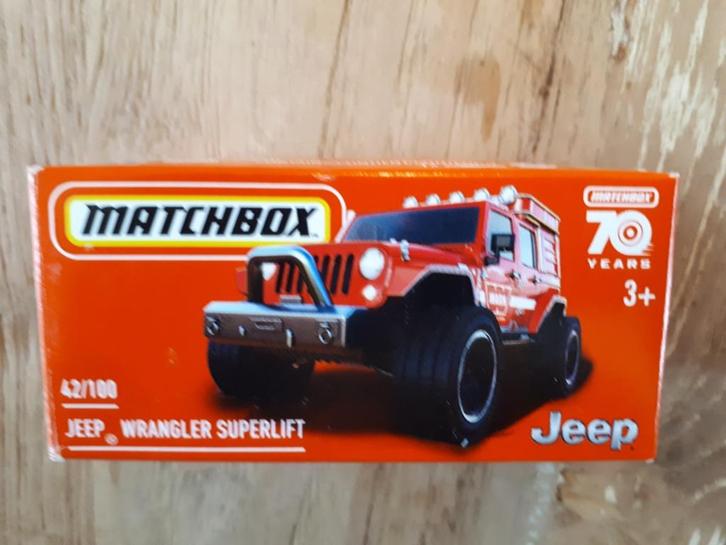 MATCHBOX
MATCHBOX
70
YEARS
3+
42/100
JEEP® WRANGLER SUPERLIFT
Jeep